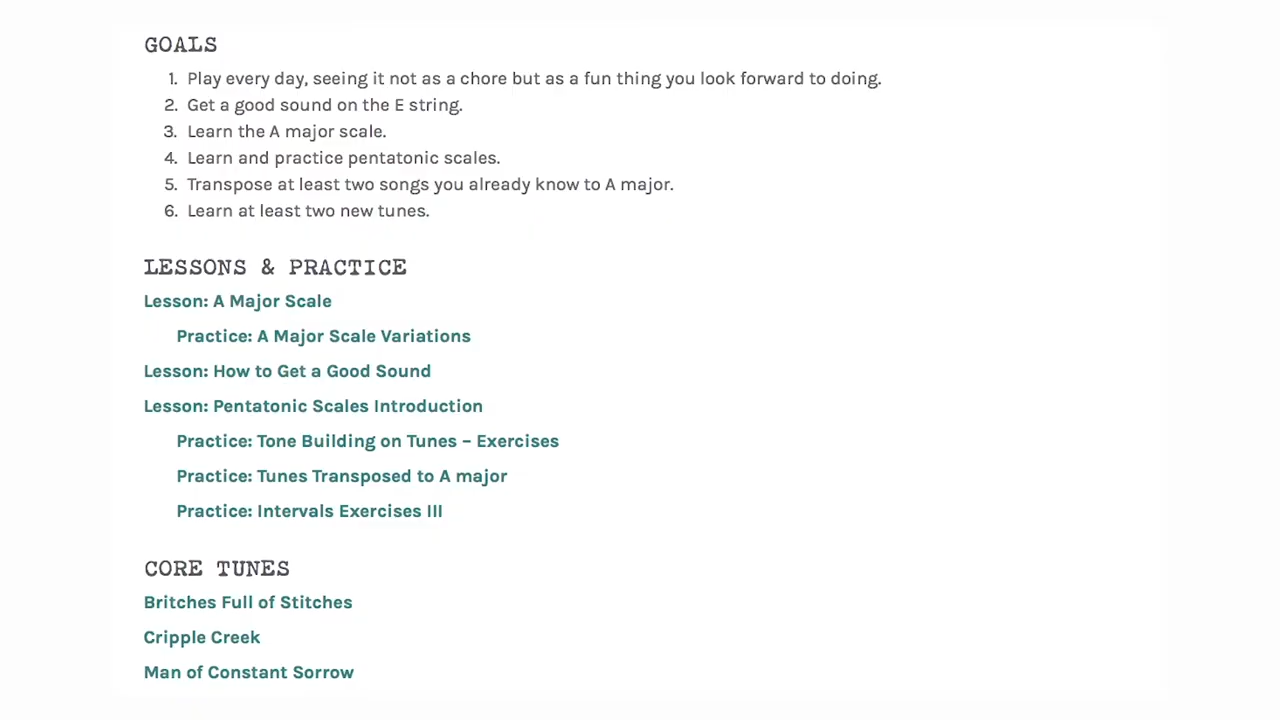 GOALS
1. Play every day, seeing it not as a chore but as a fun thing you look forward to doing.
2. Get a good sound on the E string.
3. Learn the A major scale.
4. Learn and practice pentatonic scales.
5. Transpose at least two songs you already know to A major.
6. Learn at least two new tunes.
LESSONS & PRACTICE
Lesson: A Major Scale
Practice: A Major Scale Variations
Lesson: How to Get a Good Sound
Lesson: Pentatonic Scales Introduction
Practice: Tone Building on Tunes – Exercises
Practice: Tunes Transposed to A major
Practice: Intervals Exercises III
CORE TUNES
Britches Full of Stitches
Cripple Creek
Man of Constant Sorrow